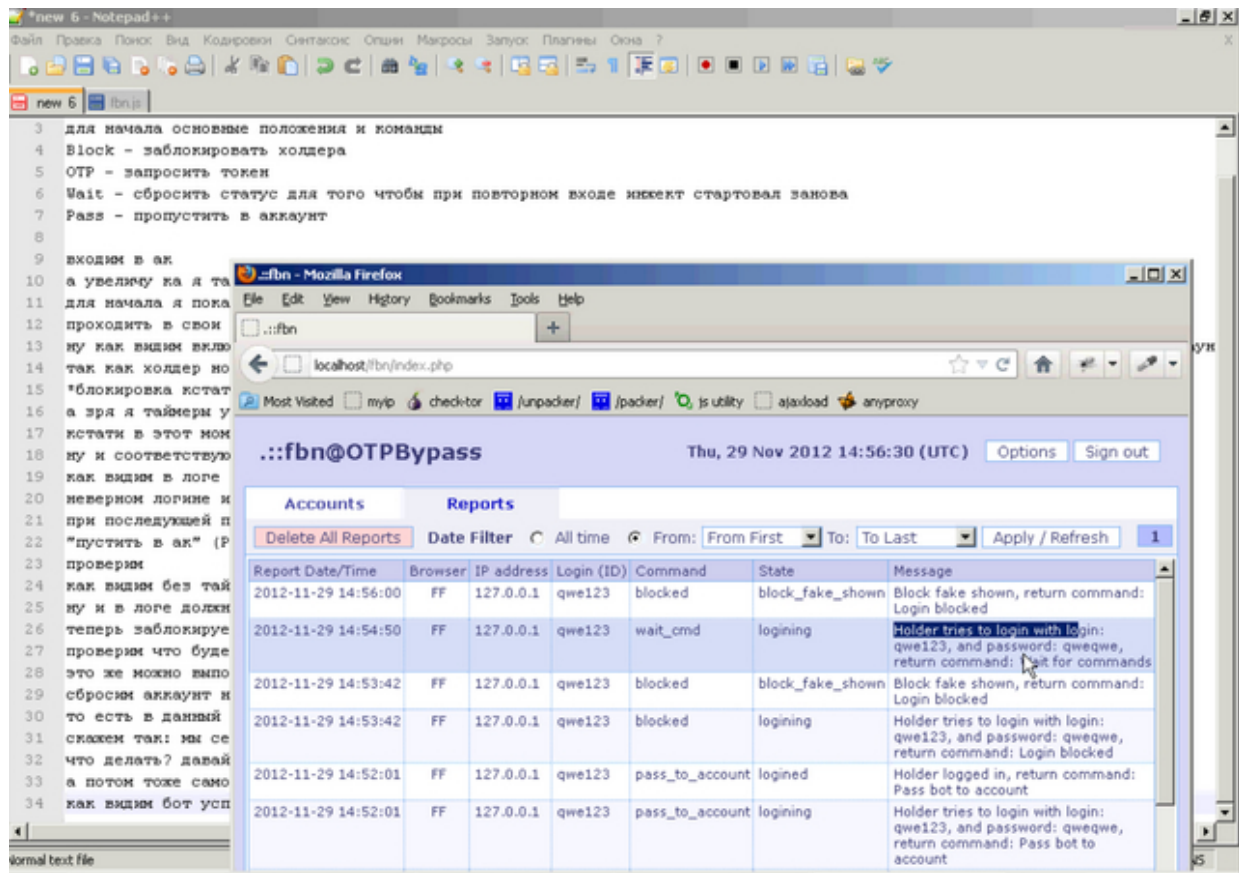 *new 6 - Notepad++
Файл Правка Поиск Вид Кодировки Синтаксис Опции Макросы Запуск Плагины Окна ?
X
new 6 fbn.js
3 для начала основные положения и команды
4 Block - заблокировать холдера
5 OTP - запросить токен
6 Wait - сбросить статус для того чтобы при повторном входе инжект стартовал занова
7 Pass - пропустить в аккаунт
8
9 входим в ак
10 а увеличу ка я та
11 для начала я пока
12 проходить в свои
13 ну как видим вклю
14 так как холдер но
15 *блокировка кстат
16 а зря я таймеры у
17 кстати в этот мом
18 ну и соответствую
19 как видим в логе
20 неверном логине и
21 при последующей п
22 "пустить в ак" (P
23 проверим
24 как видим без тай
25 ну и в логе должн
26 теперь заблокируе
27 проверим что буде
28 это же можно выпо
29 сбросим аккаунт н
30 то есть в данный
31 скажем так: мы се
32 что делать? давай
33 а потом тоже само
34 как видим бот усп
Normal text file
.::fbn - Mozilla Firefox
File Edit View History Bookmarks Tools Help
.::fbn
localhost/fbn/index.php
Most Visited myip check-tor /unpacker/ /packer/ js utility ajaxload anyproxy
.::fbn@OTPBypass Thu, 29 Nov 2012 14:56:30 (UTC) Options Sign out
Accounts Reports
Delete All Reports Date Filter All time From: From First To: To Last Apply / Refresh 1
Report Date/Time Browser IP address Login (ID) Command State Message
2012-11-29 14:56:00 FF 127.0.0.1 qwe123 blocked block_fake_shown Block fake shown, return command:
Login blocked
2012-11-29 14:54:50 FF 127.0.0.1 qwe123 wait_cmd logining Holder tries to login with login:
qwe123, and password: qweqwe,
return command: Wait for commands
2012-11-29 14:53:42 FF 127.0.0.1 qwe123 blocked block_fake_shown Block fake shown, return command:
Login blocked
2012-11-29 14:53:42 FF 127.0.0.1 qwe123 blocked logining Holder tries to login with login:
qwe123, and password: qweqwe,
return command: Login blocked
2012-11-29 14:52:01 FF 127.0.0.1 qwe123 pass_to_account logined Holder logged in, return command:
Pass bot to account
2012-11-29 14:52:01 FF 127.0.0.1 qwe123 pass_to_account logining Holder tries to login with login:
qwe123, and password: qweqwe,
return command: Pass bot to
account